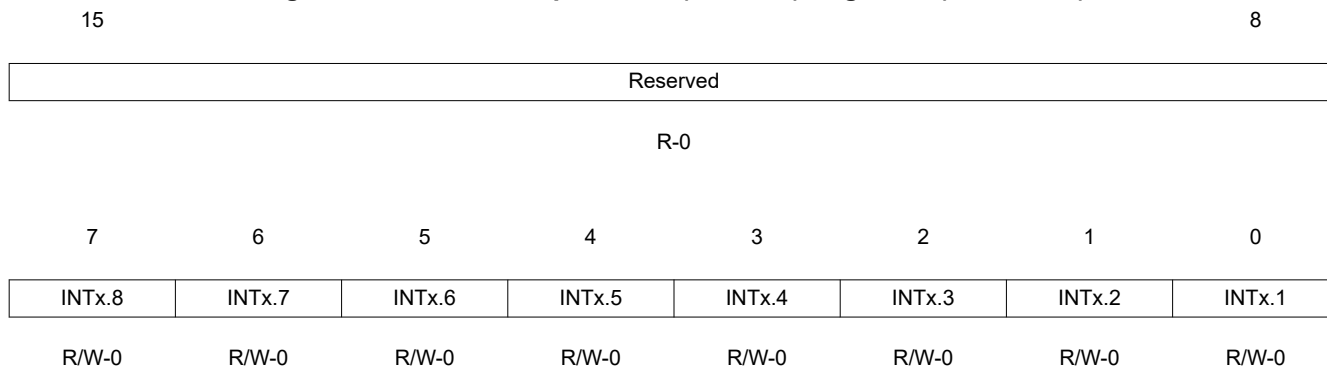 15 8
Reserved
R-0
7 6 5 4 3 2 1 0
INTx.8 INTx.7 INTx.6 INTx.5 INTx.4 INTx.3 INTx.2 INTx.1
R/W-0 R/W-0 R/W-0 R/W-0 R/W-0 R/W-0 R/W-0 R/W-0